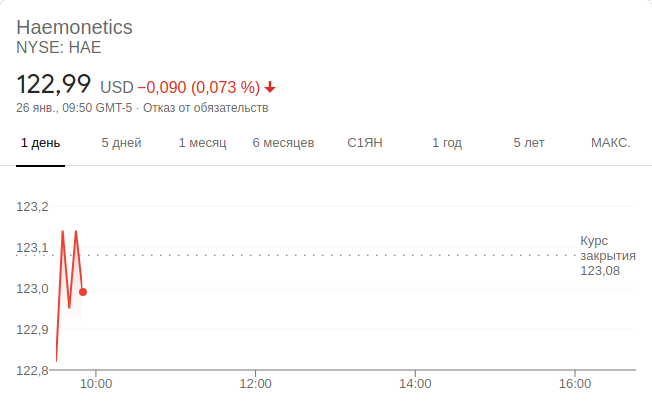 Haemonetics
NYSE: HAE
122,99 USD −0,090 (0,073 %)
26 янв., 09:50 GMT-5 · Отказ от обязательств
1 день 5 дней 1 месяц 6 месяцев С1ЯН 1 год 5 лет МАКС.
123,2
123,1
123,0
122,9
122,8
Курс
закрытия
123,08
10:00 12:00 14:00 16:00